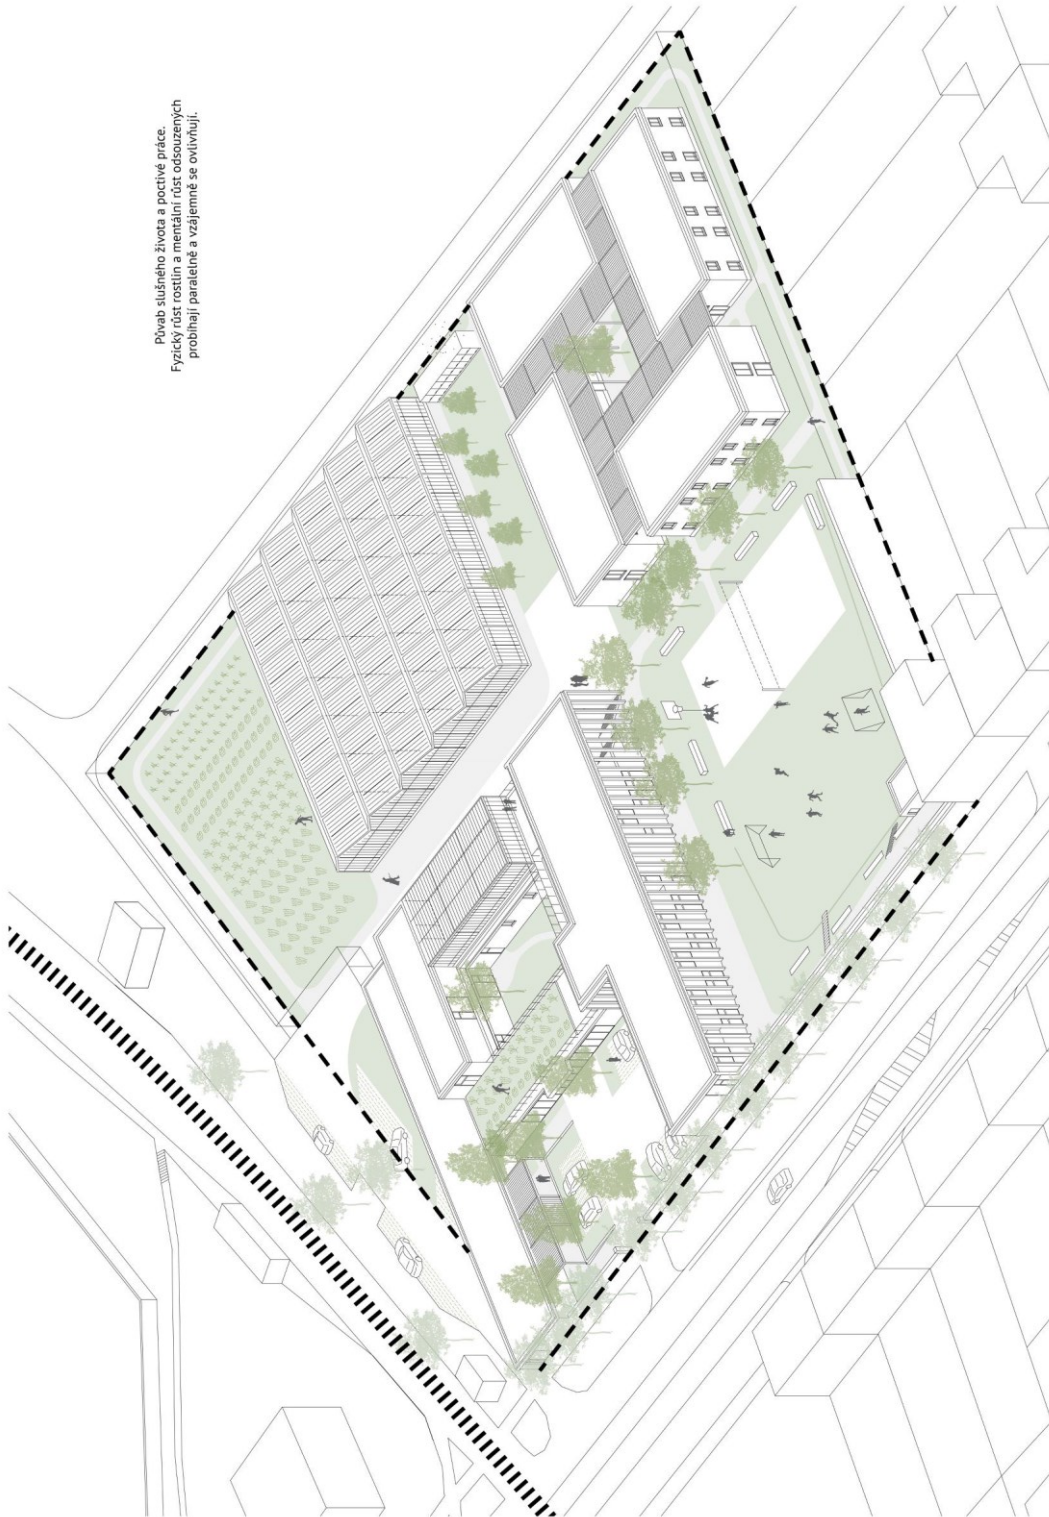 Půvab slušného života a poctivé práce.
Fyzický růst rostlin a mentální růst odsouzených
probíhají paralelně a vzájemně se ovlivňují.